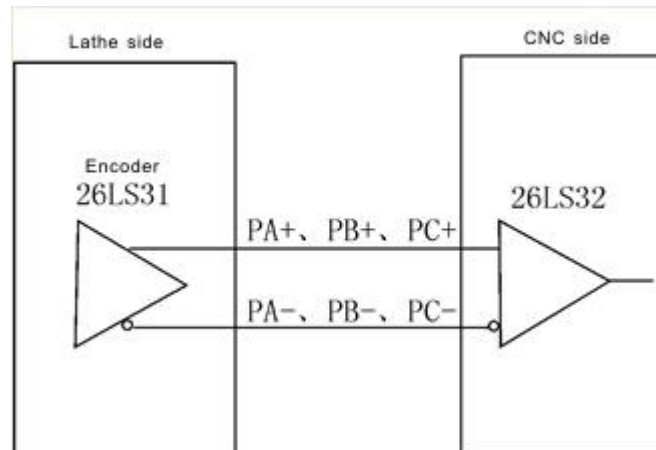 Lathe side
CNC side
Encoder
26LS31
26LS32
PA+、PB+、PC+
PA-、PB-、PC-